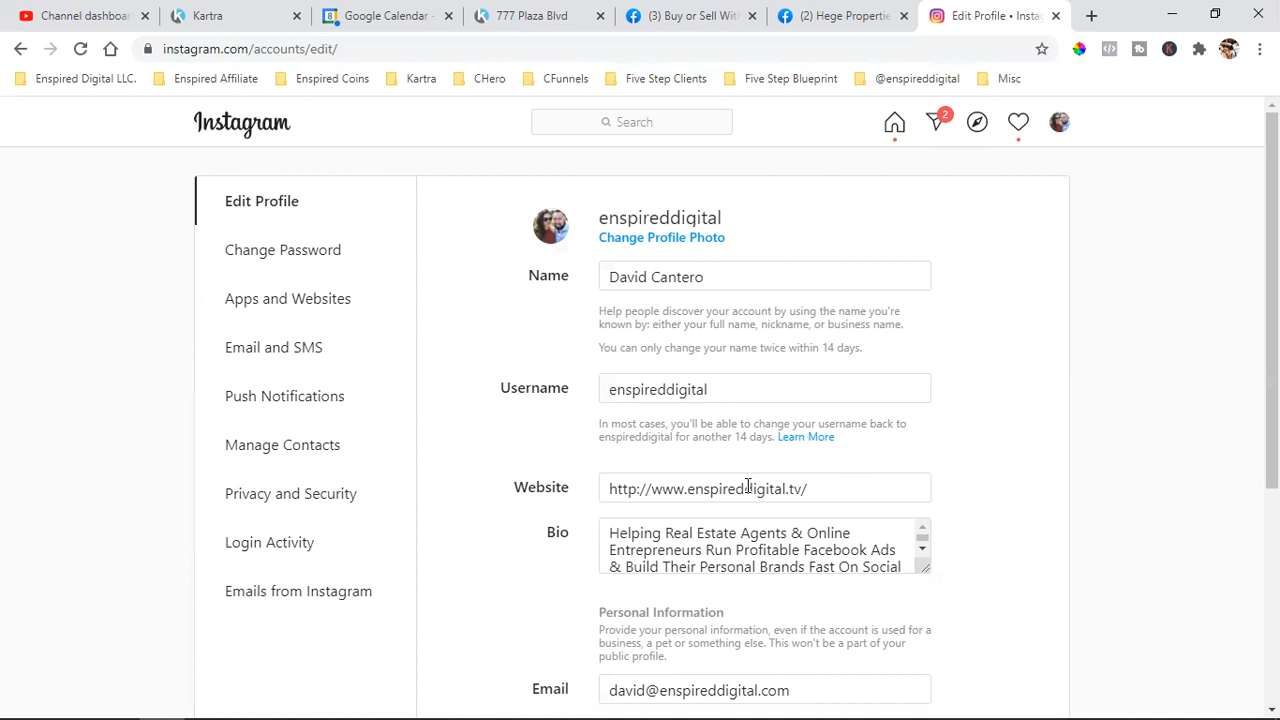 Channel dashboar
Kartra
Google Calendar -
777 Plaza Blvd
(3) Buy or Sell Wit
(2) Hege Propertie
Edit Profile • Insta
instagram.com/accounts/edit/
Enspired Digital LLC.
Enspired Affiliate
Enspired Coins
Kartra
CHero
CFunnels
Five Step Clients
Five Step Blueprint
@enspireddigital
Misc
Instagram
Search
2
Edit Profile
Change Password
Apps and Websites
Email and SMS
Push Notifications
Manage Contacts
Privacy and Security
Login Activity
Emails from Instagram
enspireddigital
Change Profile Photo
Name
David Cantero
Help people discover your account by using the name you're
known by: either your full name, nickname, or business name.
You can only change your name twice within 14 days.
Username
enspireddigital
In most cases, you'll be able to change your username back to
enspireddigital for another 14 days. Learn More
Website
http://www.enspireddigital.tv/
Bio
Helping Real Estate Agents & Online
Entrepreneurs Run Profitable Facebook Ads
& Build Their Personal Brands Fast On Social
Personal Information
Provide your personal information, even if the account is used for a
business, a pet or something else. This won't be a part of your
public profile.
Email
david@enspireddigital.com